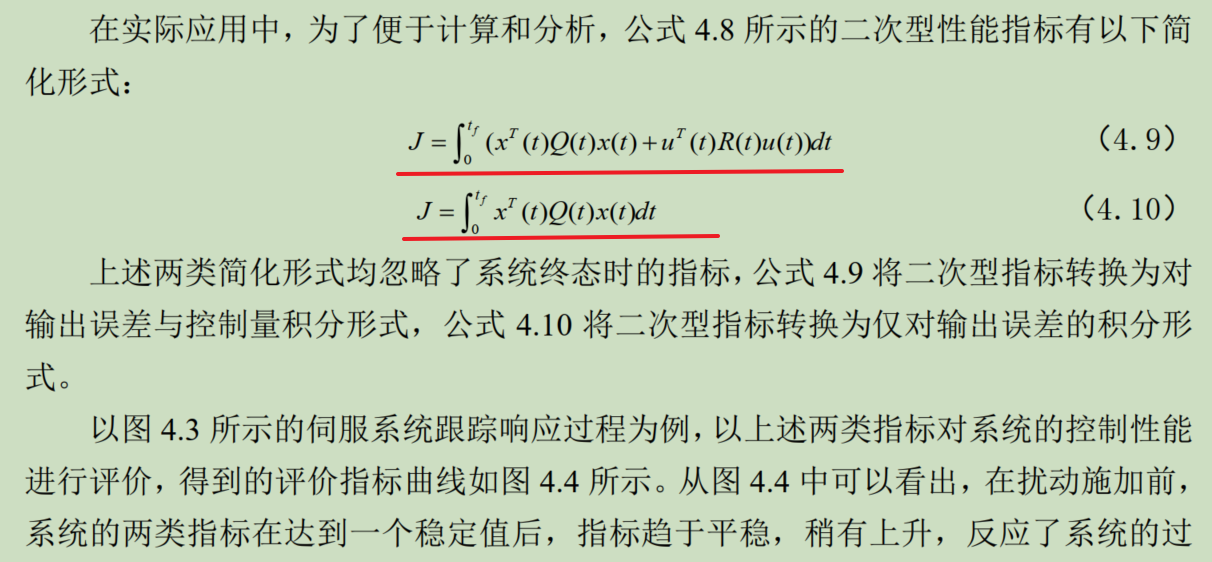 在实际应用中，为了便于计算和分析，公式 4.8 所示的二次型性能指标有以下简
化形式：
J = ∫₀^{t_f} (x^T (t)Q(t)x(t) + u^T (t)R(t)u(t))dt （4.9）
J = ∫₀^{t_f} x^T (t)Q(t)x(t)dt （4.10）
上述两类简化形式均忽略了系统终态时的指标，公式 4.9 将二次型指标转换为对
输出误差与控制量积分形式，公式 4.10 将二次型指标转换为仅对输出误差的积分形
式。
以图 4.3 所示的伺服系统跟踪响应过程为例，以上述两类指标对系统的控制性能
进行评价，得到的评价指标曲线如图 4.4 所示。从图 4.4 中可以看出，在扰动施加前，
系统的两类指标在达到一个稳定值后，指标趋于平稳，稍有上升，反应了系统的过